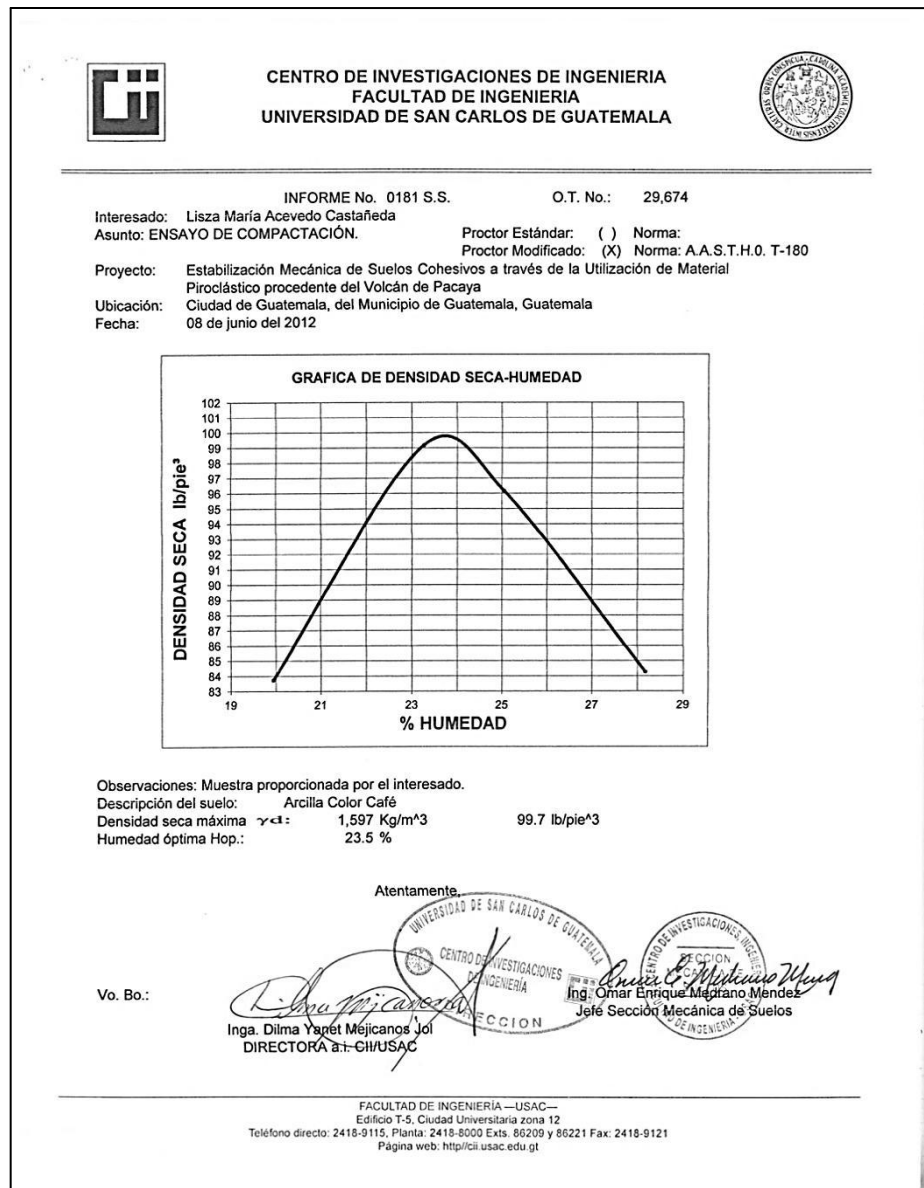 CENTRO DE INVESTIGACIONES DE INGENIERIA
FACULTAD DE INGENIERIA
UNIVERSIDAD DE SAN CARLOS DE GUATEMALA
INFORME No. 0181 S.S. O.T. No.: 29,674
Interesado: Lisza María Acevedo Castañeda
Asunto: ENSAYO DE COMPACTACIÓN. Proctor Estándar: ( ) Norma:
Proctor Modificado: (X) Norma: A.A.S.T.H.0. T-180
Proyecto: Estabilización Mecánica de Suelos Cohesivos a través de la Utilización de Material
Piroclástico procedente del Volcán de Pacaya
Ubicación: Ciudad de Guatemala, del Municipio de Guatemala, Guatemala
Fecha: 08 de junio del 2012
GRAFICA DE DENSIDAD SECA-HUMEDAD
DENSIDAD SECA lb/pie³
102
101
100
99
98
97
96
95
94
93
92
91
90
89
88
87
86
85
84
83
19 21 23 25 27 29
% HUMEDAD
Observaciones: Muestra proporcionada por el interesado.
Descripción del suelo: Arcilla Color Café
Densidad seca máxima γd: 1,597 Kg/m^3 99.7 lb/pie^3
Humedad óptima Hop.: 23.5 %
Atentamente,
UNIVERSIDAD DE SAN CARLOS DE GUATEMALA
CENTRO DE INVESTIGACIONES
DE INGENIERÍA
DIRECCION
CENTRO DE INVESTIGACIONES
SECCION
DE INGENIERIA
Vo. Bo.:
Ing. Omar Enrique Medrano Mendez
Jefe Sección Mecánica de Suelos
Inga. Dilma Yanet Mejicanos Jol
DIRECTORA a.i. CII/USAC
FACULTAD DE INGENIERÍA —USAC—
Edificio T-5, Ciudad Universitaria zona 12
Teléfono directo: 2418-9115, Planta: 2418-8000 Exts. 86209 y 86221 Fax: 2418-9121
Página web: http//cii.usac.edu.gt